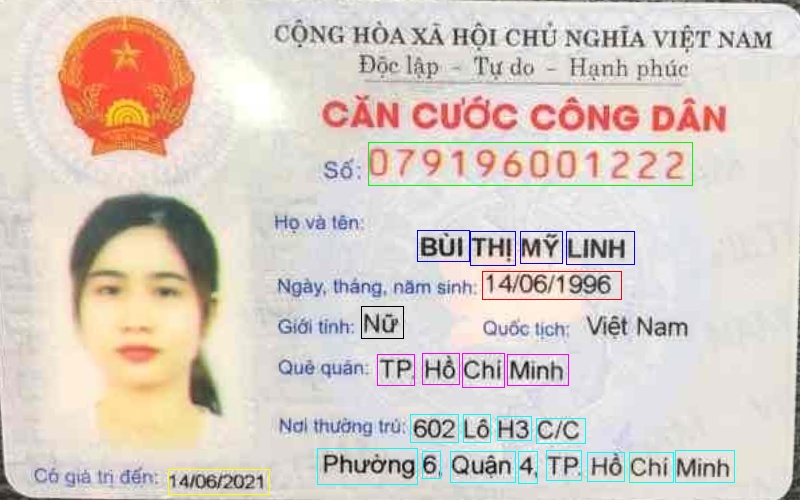 CỘNG HÒA XÃ HỘI CHỦ NGHĨA VIỆT NAM
Độc lập - Tự do - Hạnh phúc
CĂN CƯỚC CÔNG DÂN
Số: 079196001222
Họ và tên:
BÙI THỊ MỸ LINH
Ngày, tháng, năm sinh: 14/06/1996
Giới tính: Nữ Quốc tịch: Việt Nam
Quê quán: TP. Hồ Chí Minh
Nơi thường trú: 602 Lô H3 C/C
Phường 6, Quận 4, TP. Hồ Chí Minh
Có giá trị đến: 14/06/2021